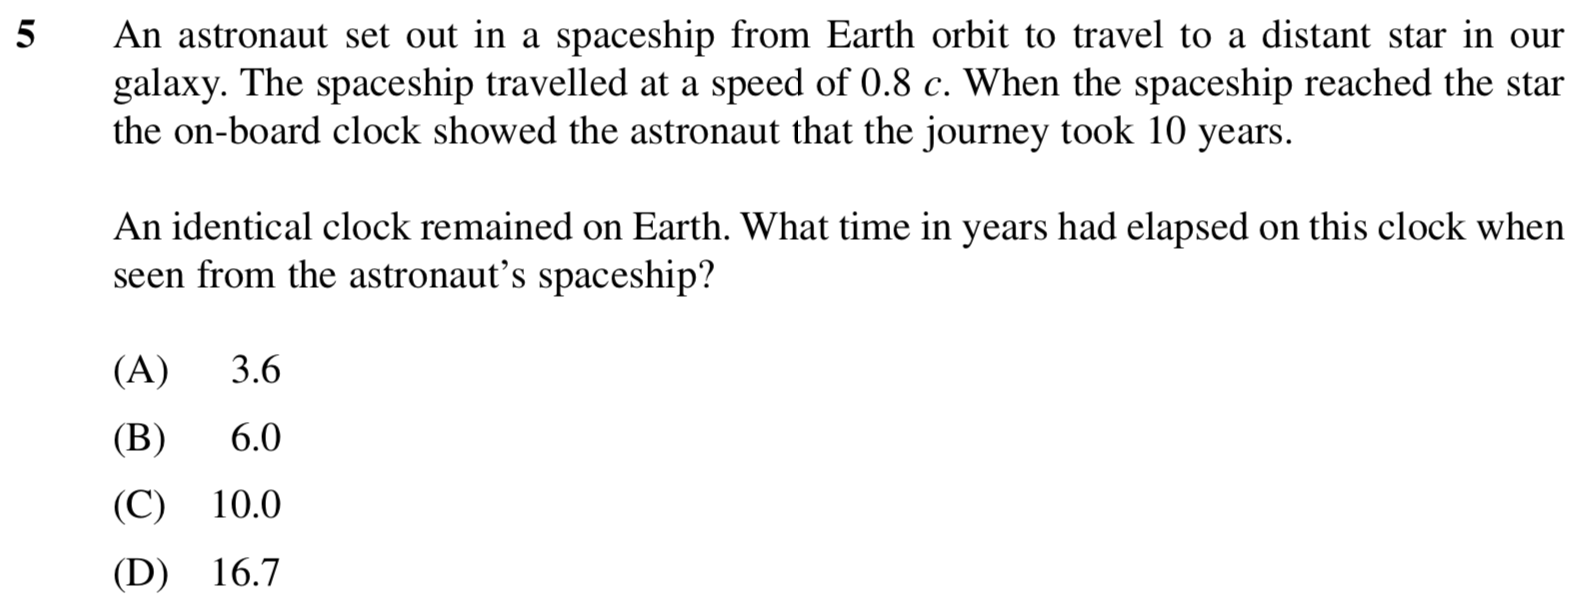 5 An astronaut set out in a spaceship from Earth orbit to travel to a distant star in our
galaxy. The spaceship travelled at a speed of 0.8 c. When the spaceship reached the star
the on-board clock showed the astronaut that the journey took 10 years.
An identical clock remained on Earth. What time in years had elapsed on this clock when
seen from the astronaut’s spaceship?
(A) 3.6
(B) 6.0
(C) 10.0
(D) 16.7